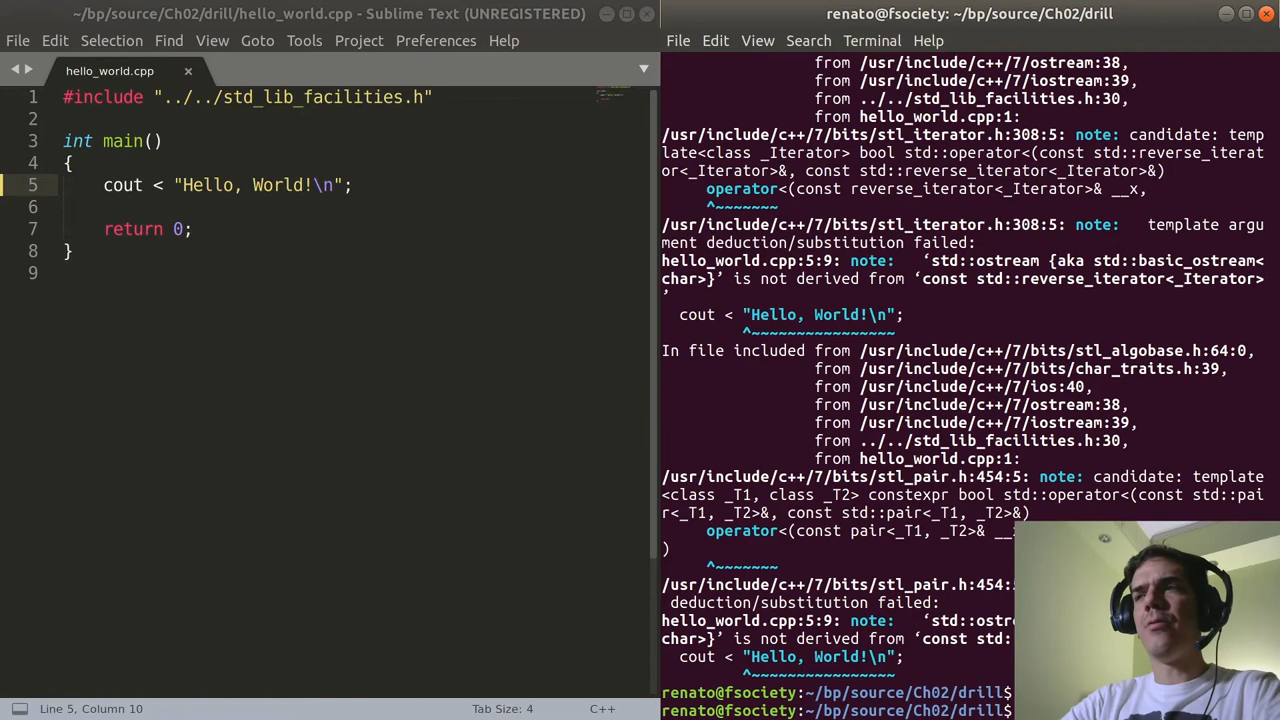 ~/bp/source/Ch02/drill/hello_world.cpp - Sublime Text (UNREGISTERED)
File Edit Selection Find View Goto Tools Project Preferences Help
hello_world.cpp ×
1 #include "../../std_lib_facilities.h"
2
3 int main()
4 {
5 cout < "Hello, World!\n";
6
7 return 0;
8 }
9
Line 5, Column 10 Tab Size: 4 C++
renato@fsociety: ~/bp/source/Ch02/drill
File Edit View Search Terminal Help
from /usr/include/c++/7/ostream:38,
from /usr/include/c++/7/iostream:39,
from ../../std_lib_facilities.h:30,
from hello_world.cpp:1:
/usr/include/c++/7/bits/stl_iterator.h:308:5: note: candidate: temp
late<class _Iterator> bool std::operator<(const std::reverse_iterat
or<_Iterator>&, const std::reverse_iterator<_Iterator>&)
operator<(const reverse_iterator<_Iterator>& __x,
^~~~~~~~
/usr/include/c++/7/bits/stl_iterator.h:308:5: note:   template argu
ment deduction/substitution failed:
hello_world.cpp:5:9: note:   ‘std::ostream {aka std::basic_ostream<
char>}’ is not derived from ‘const std::reverse_iterator<_Iterator>
’
cout < "Hello, World!\n";
^~~~~~~~~~~~~~~~~
In file included from /usr/include/c++/7/bits/stl_algobase.h:64:0,
from /usr/include/c++/7/bits/char_traits.h:39,
from /usr/include/c++/7/ios:40,
from /usr/include/c++/7/ostream:38,
from /usr/include/c++/7/iostream:39,
from ../../std_lib_facilities.h:30,
from hello_world.cpp:1:
/usr/include/c++/7/bits/stl_pair.h:454:5: note: candidate: template
<class _T1, class _T2> constexpr bool std::operator<(const std::pai
r<_T1, _T2>&, const std::pair<_T1, _T2>&)
operator<(const pair<_T1, _T2>& __
)
^~~~~~~~
/usr/include/c++/7/bits/stl_pair.h:454:
deduction/substitution failed:
hello_world.cpp:5:9: note:   ‘std::ostr
char>}’ is not derived from ‘const std:
cout < "Hello, World!\n";
^~~~~~~~~~~~~~~~~
renato@fsociety:~/bp/source/Ch02/drill$
renato@fsociety:~/bp/source/Ch02/drill$